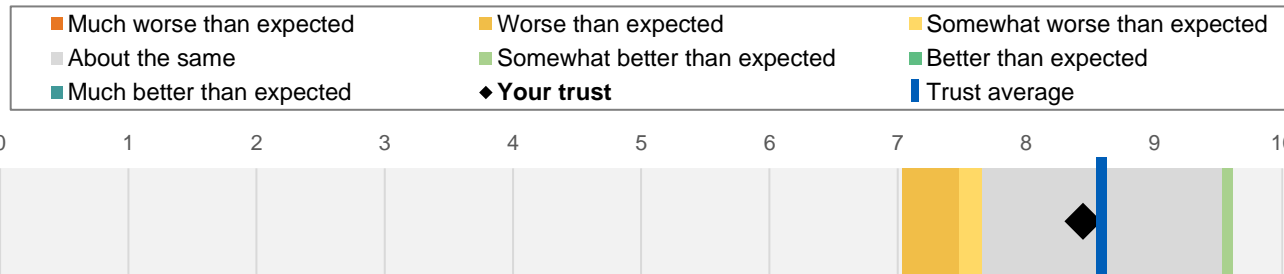 Much worse than expected Worse than expected Somewhat worse than expected
About the same Somewhat better than expected Better than expected
Much better than expected Your trust Trust average
0 1 2 3 4 5 6 7 8 9 10